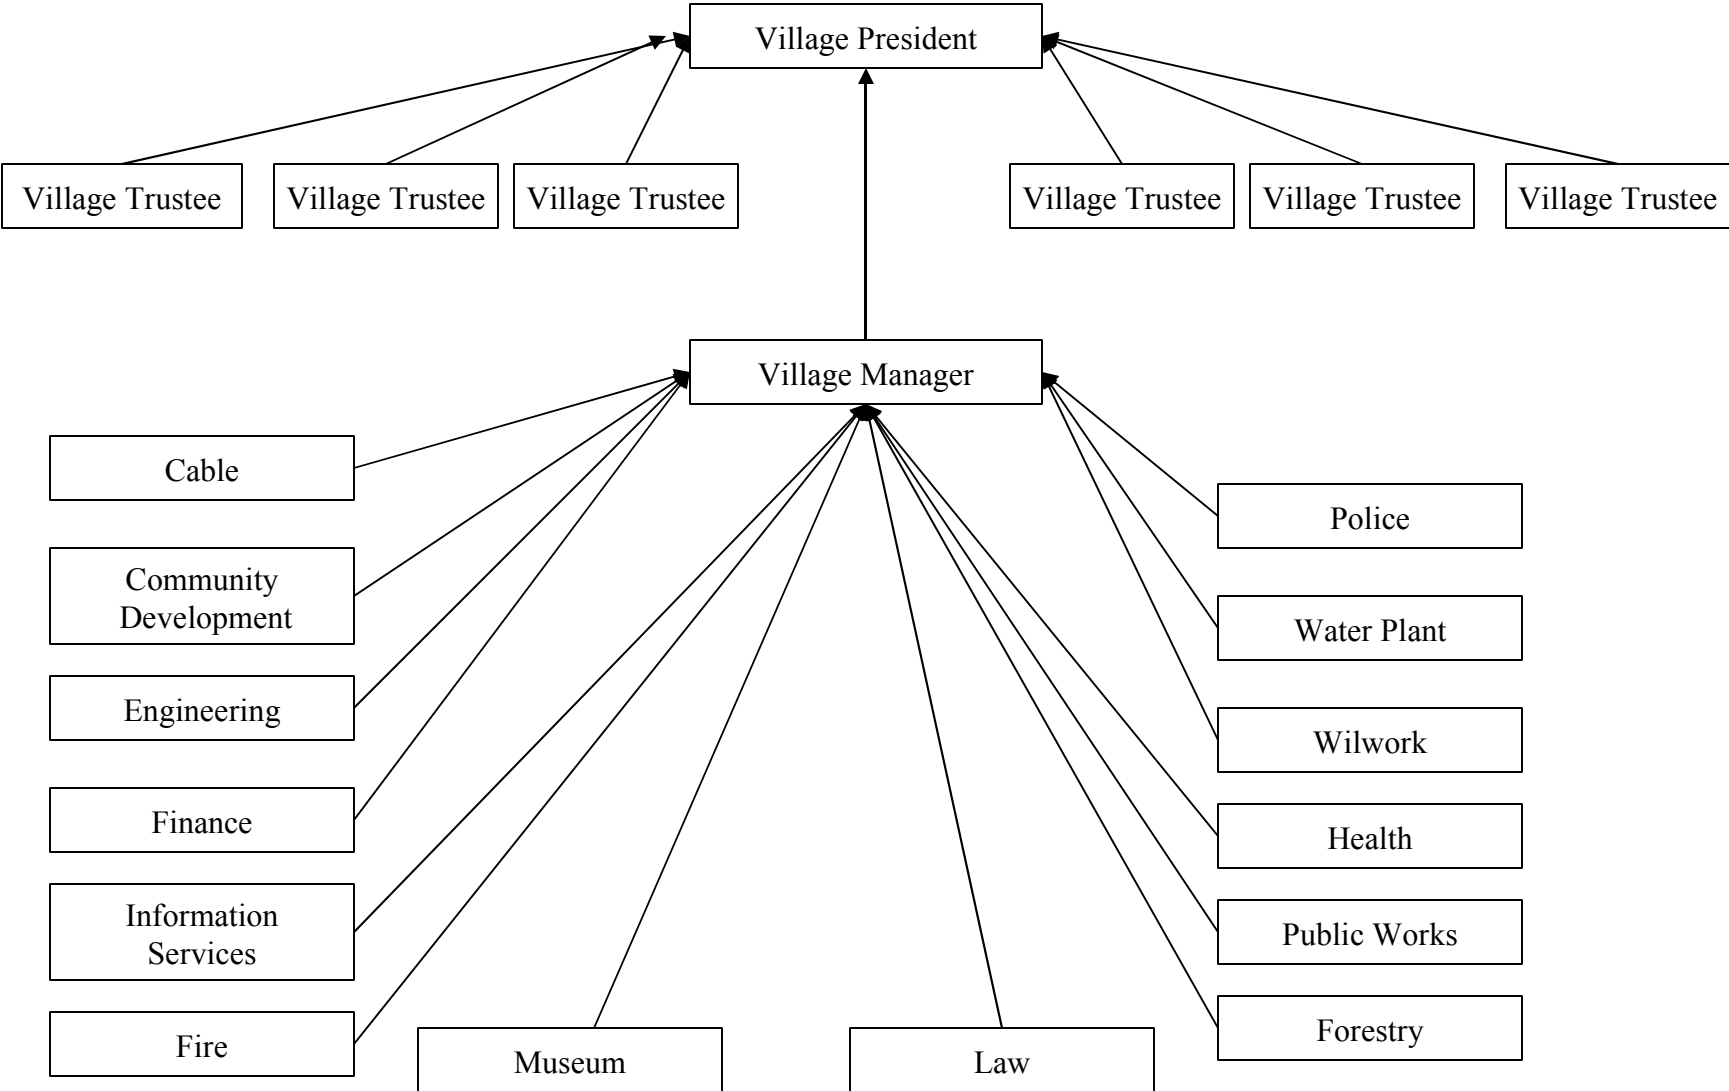 Village President
Village Trustee
Village Trustee
Village Trustee
Village Trustee
Village Trustee
Village Trustee
Village Manager
Cable
Community
Development
Engineering
Finance
Information
Services
Fire
Museum
Law
Police
Water Plant
Wilwork
Health
Public Works
Forestry